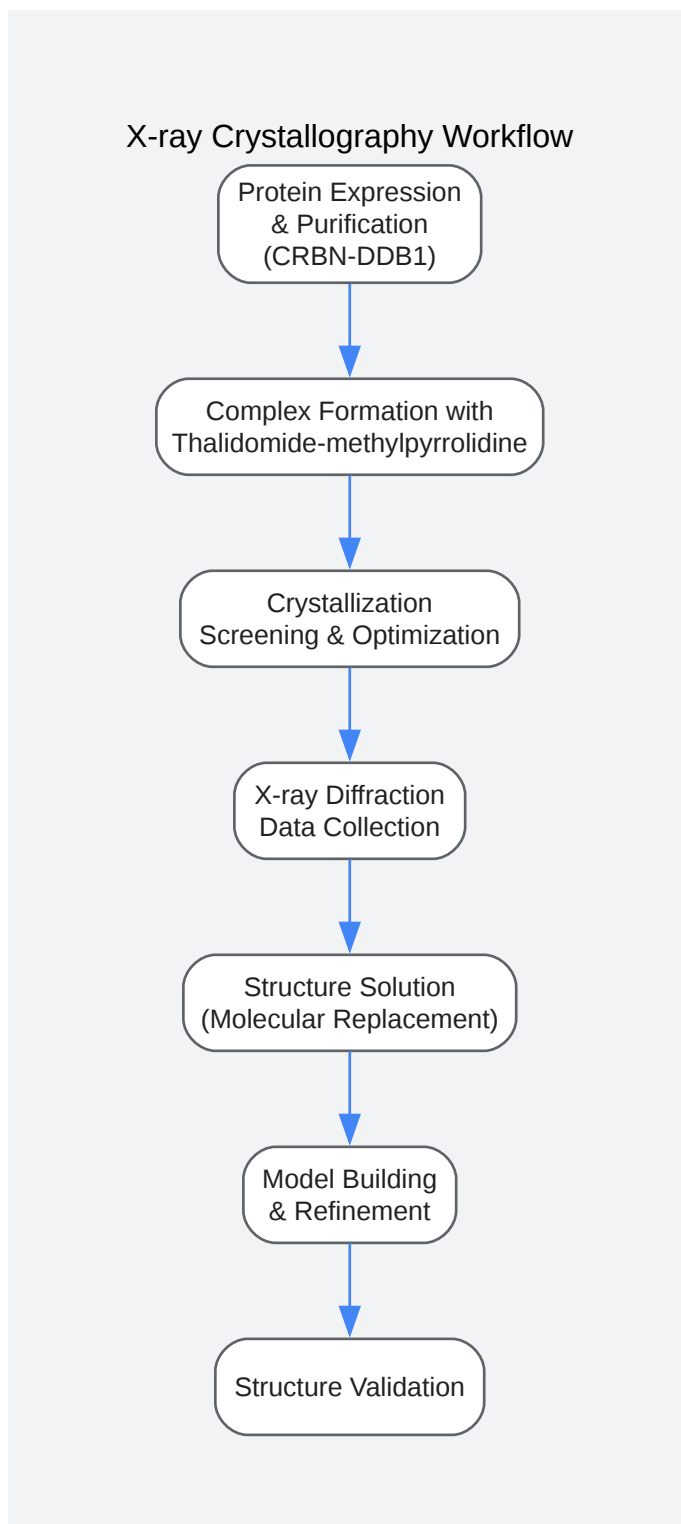 X-ray Crystallography Workflow
Protein Expression
& Purification
(CRBN-DDB1)
Complex Formation with
Thalidomide-methylpyrrolidine
Crystallization
Screening & Optimization
X-ray Diffraction
Data Collection
Structure Solution
(Molecular Replacement)
Model Building
& Refinement
Structure Validation